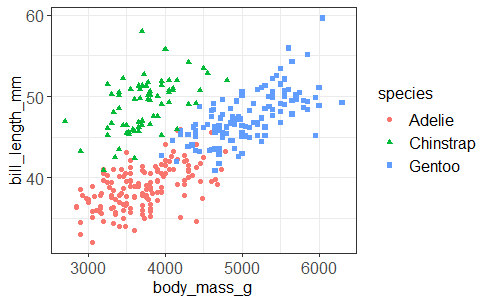 60
50
40
bill_length_mm
3000 4000 5000 6000
body_mass_g
species
Adelie
Chinstrap
Gentoo